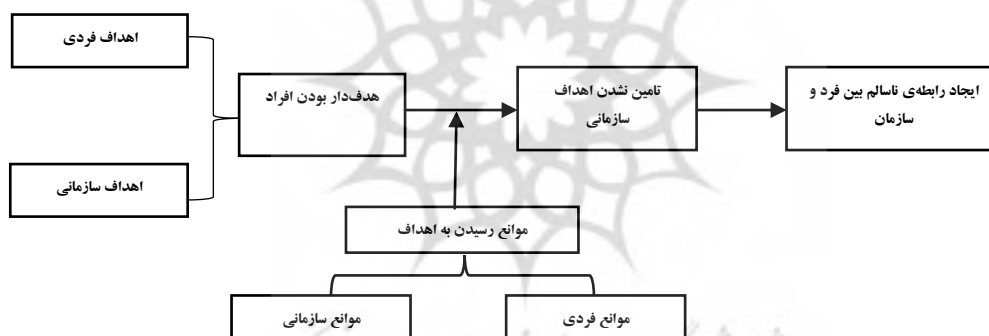 اهداف فردی
هدف‌دار بودن افراد
تامین نشدن اهداف
سازمانی
ایجاد رابطه‌ی ناسالم بین فرد و
سازمان
اهداف سازمانی
موانع رسیدن به اهداف
موانع فردی
موانع سازمانی